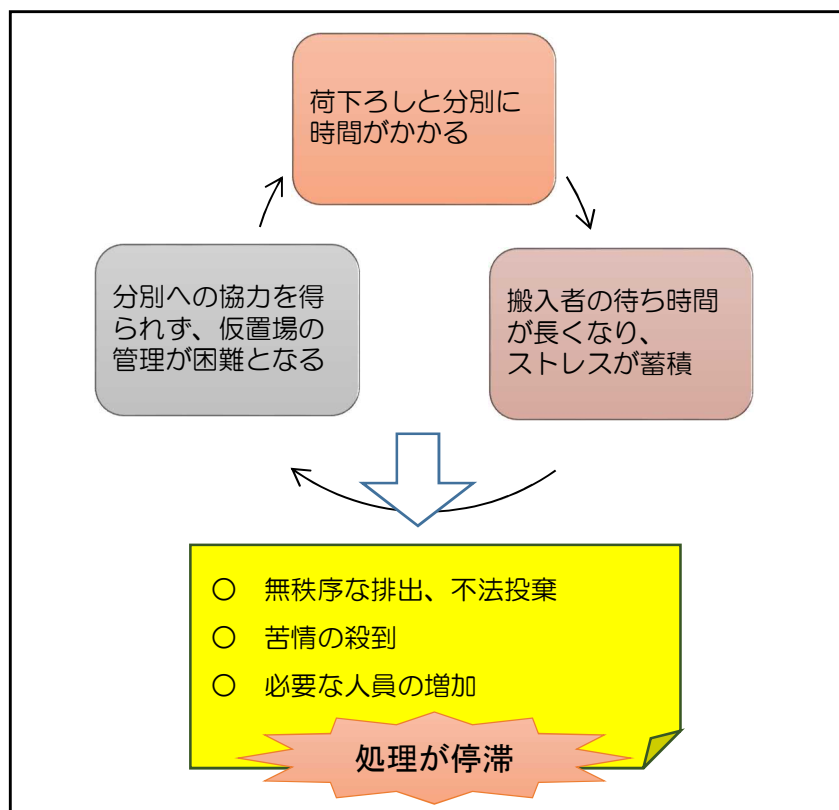 荷下ろしと分別に
時間がかかる
搬入者の待ち時間
が長くなり、
ストレスが蓄積
分別への協力を得
られず、仮置場の
管理が困難となる
○ 無秩序な排出、不法投棄
○ 苦情の殺到
○ 必要な人員の増加
処理が停滞